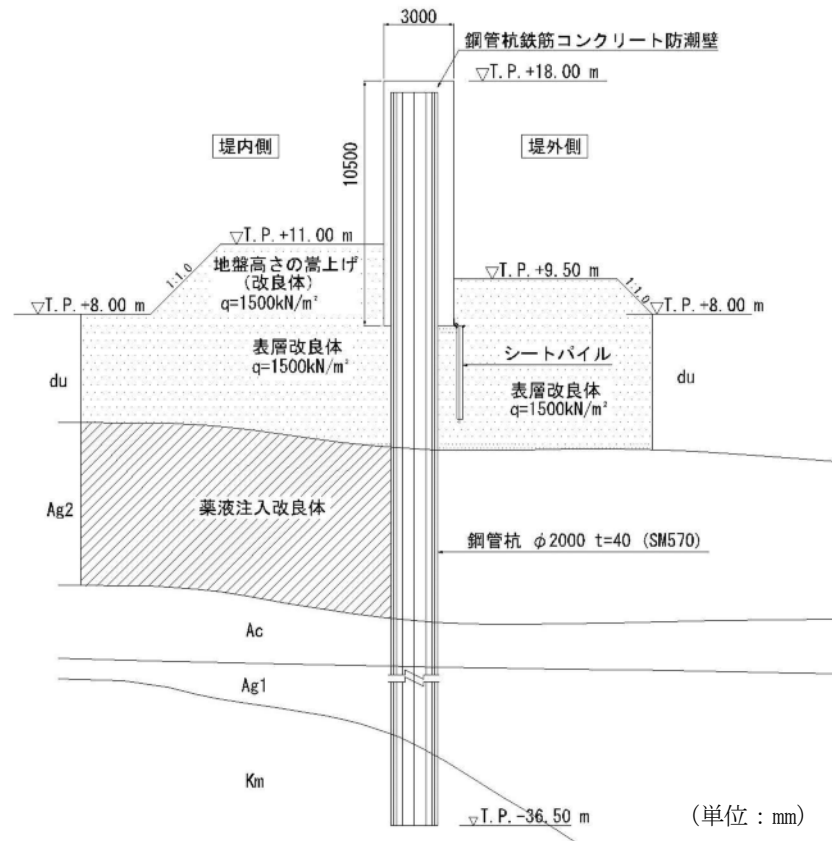 3000
鋼管杭鉄筋コンクリート防潮壁
▽T.P.+18.00 m
堤内側
堤外側
10500
▽T.P.+11.00 m
地盤高さの嵩上げ
(改良体)
q=1500kN/m²
1:1.0
▽T.P.+9.50 m
1:1.0
▽T.P.+8.00 m
▽T.P.+8.00 m
表層改良体
q=1500kN/m²
シートパイル
du
表層改良体
q=1500kN/m²
du
Ag2
薬液注入改良体
鋼管杭 φ2000 t=40 (SM570)
Ac
Ag1
Km
▽T.P.-36.50 m
(単位:mm)